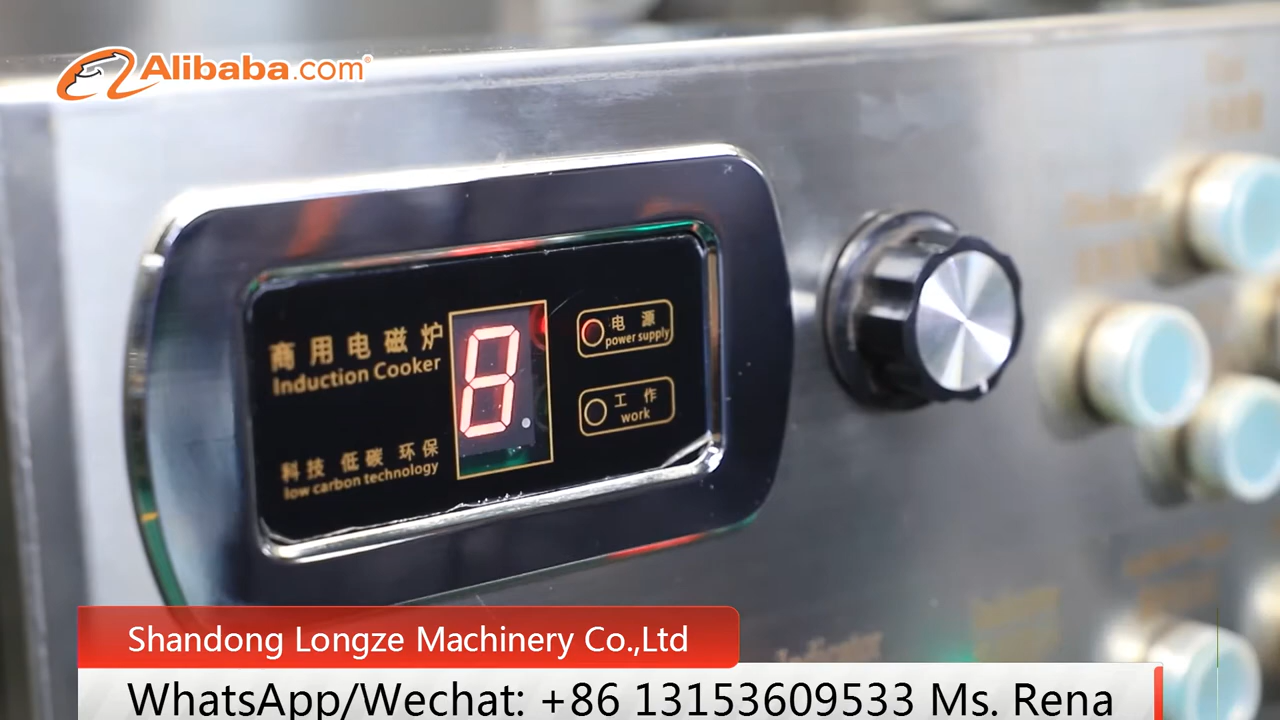 Alibaba.com
商用电磁炉
Induction Cooker
8
电源
power supply
工作
work
科技 低碳 环保
low carbon technology
Shandong Longze Machinery Co.,Ltd
WhatsApp/Wechat: +86 13153609533 Ms. Rena